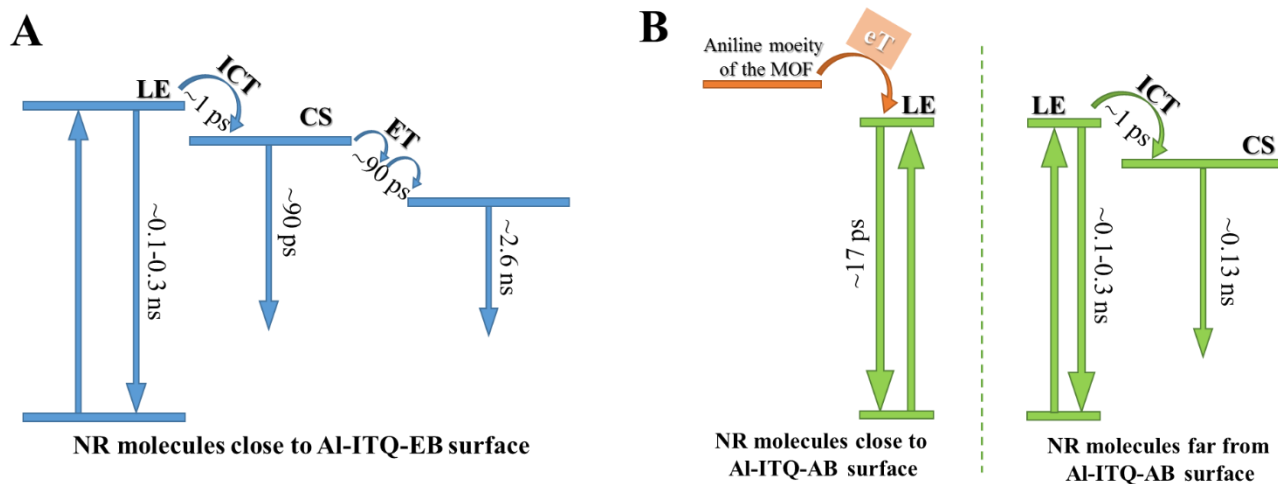 A
LE
ICT
~1 ps
CS
ET
~90 ps
~0.1-0.3 ns
~90 ps
~2.6 ns
NR molecules close to Al-ITQ-EB surface
B
Aniline moeity
of the MOF
eT
LE
~17 ps
NR molecules close to
Al-ITQ-AB surface
LE
ICT
~1 ps
CS
~0.1-0.3 ns
~0.13 ns
NR molecules far from
Al-ITQ-AB surface